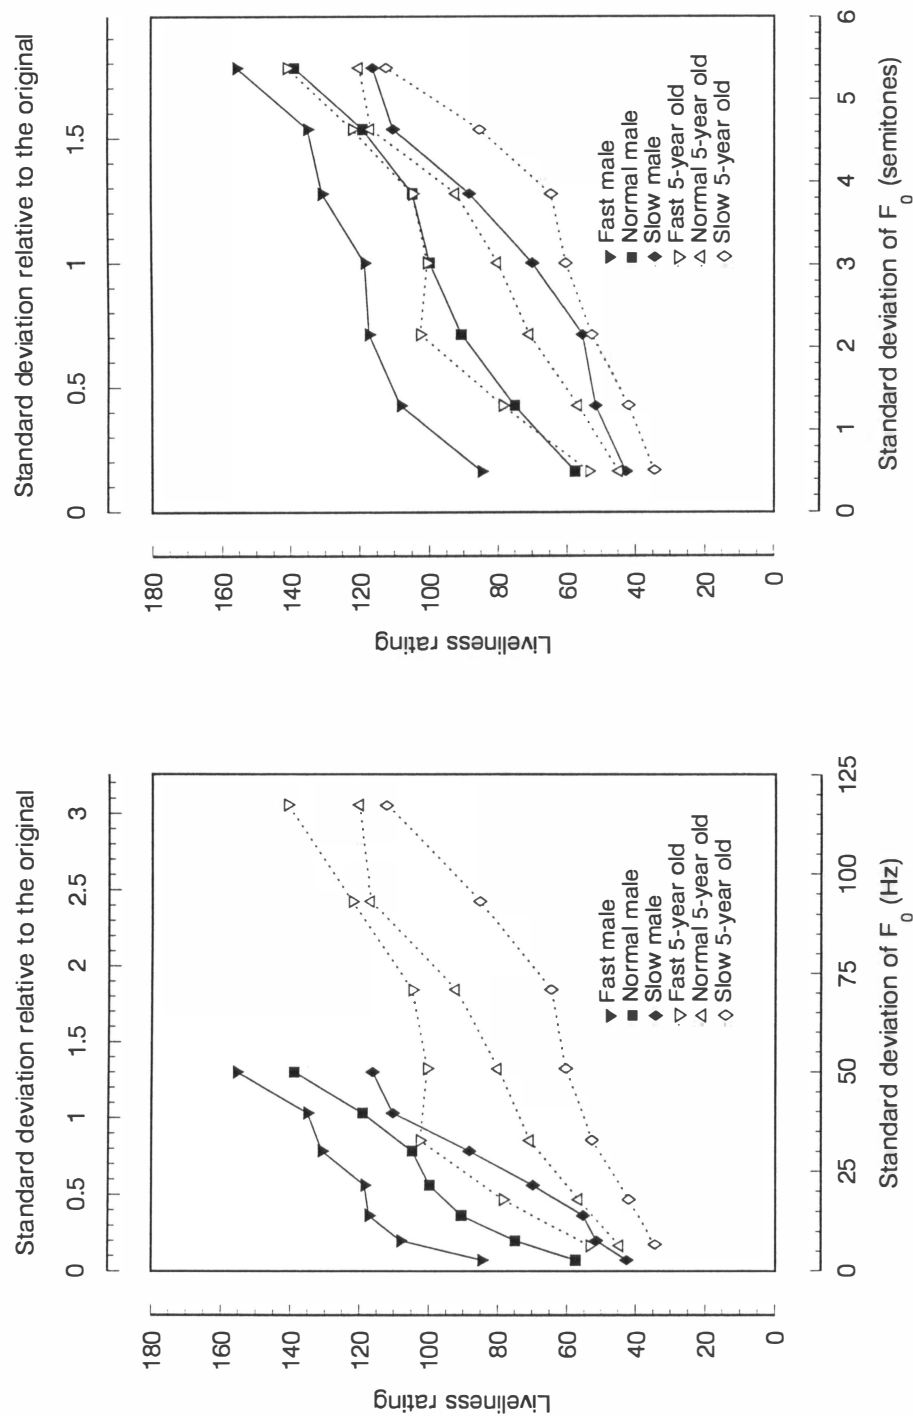 Standard deviation relative to the original
0 0.5 1 1.5 2 2.5 3
180
160
140
120
100
80
60
40
20
0
Liveliness rating
Fast male
Normal male
Slow male
Fast 5-year old
Normal 5-year old
Slow 5-year old
0 25 50 75 100 125
Standard deviation of F₀ (Hz)
Standard deviation relative to the original
0 0.5 1 1.5
180
160
140
120
100
80
60
40
20
0
Liveliness rating
Fast male
Normal male
Slow male
Fast 5-year old
Normal 5-year old
Slow 5-year old
0 1 2 3 4 5 6
Standard deviation of F₀ (semitones)